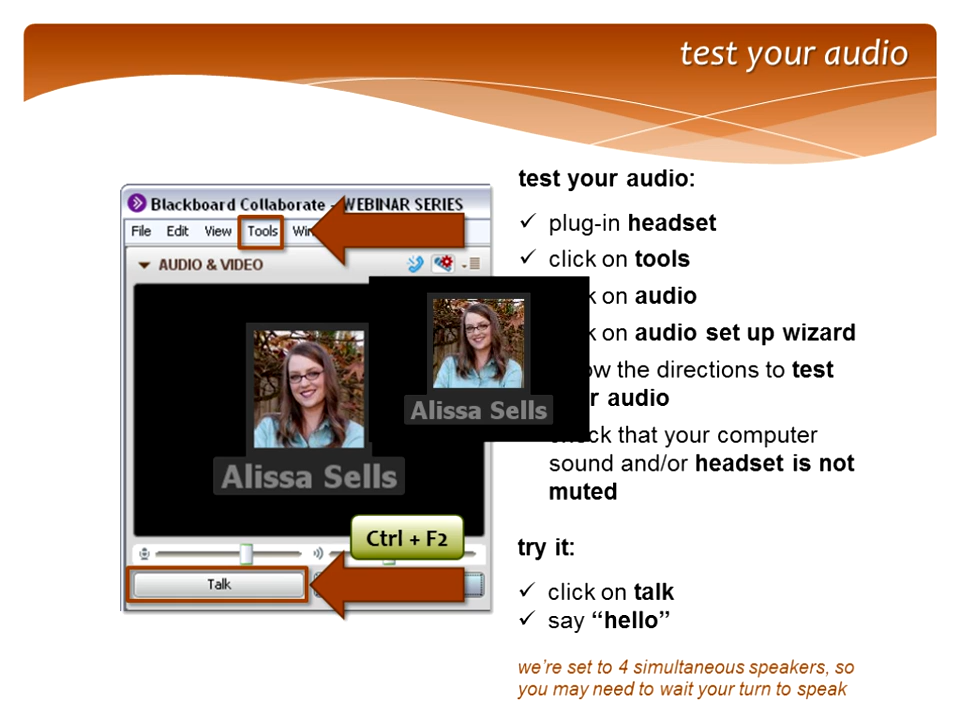 test your audio
Blackboard Collaborate - WEBINAR SERIES
File Edit View Tools
AUDIO & VIDEO
Alissa Sells
Alissa Sells
Ctrl + F2
Talk
test your audio:
✓ plug-in headset
✓ click on tools
on audio
on audio set up wizard
the directions to test
audio
check that your computer
sound and/or headset is not
muted
try it:
✓ click on talk
✓ say “hello”
we’re set to 4 simultaneous speakers, so
you may need to wait your turn to speak